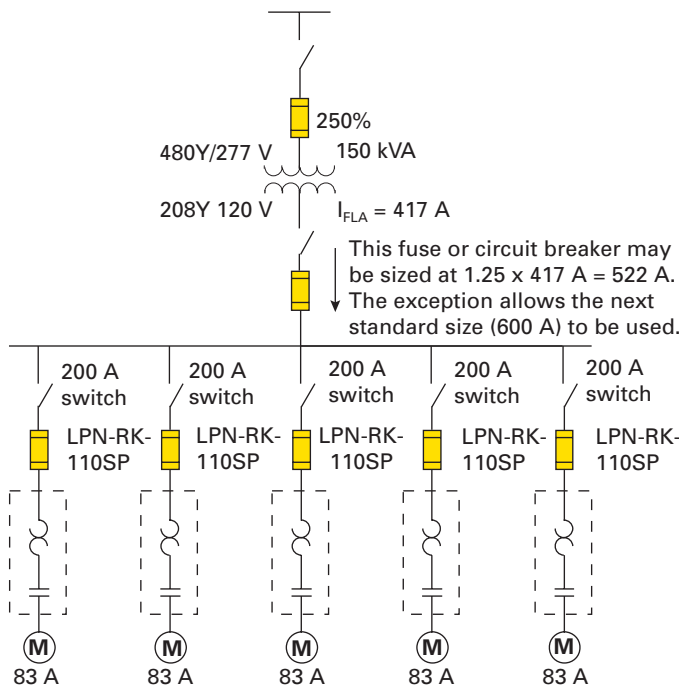 250%
480Y/277 V 150 kVA
208Y 120 V I_FLA = 417 A
This fuse or circuit breaker may
be sized at 1.25 x 417 A = 522 A.
The exception allows the next
standard size (600 A) to be used.
200 A 200 A 200 A 200 A 200 A
switch switch switch switch switch
LPN-RK- LPN-RK- LPN-RK- LPN-RK- LPN-RK-
110SP 110SP 110SP 110SP 110SP
M M M M M
83 A 83 A 83 A 83 A 83 A